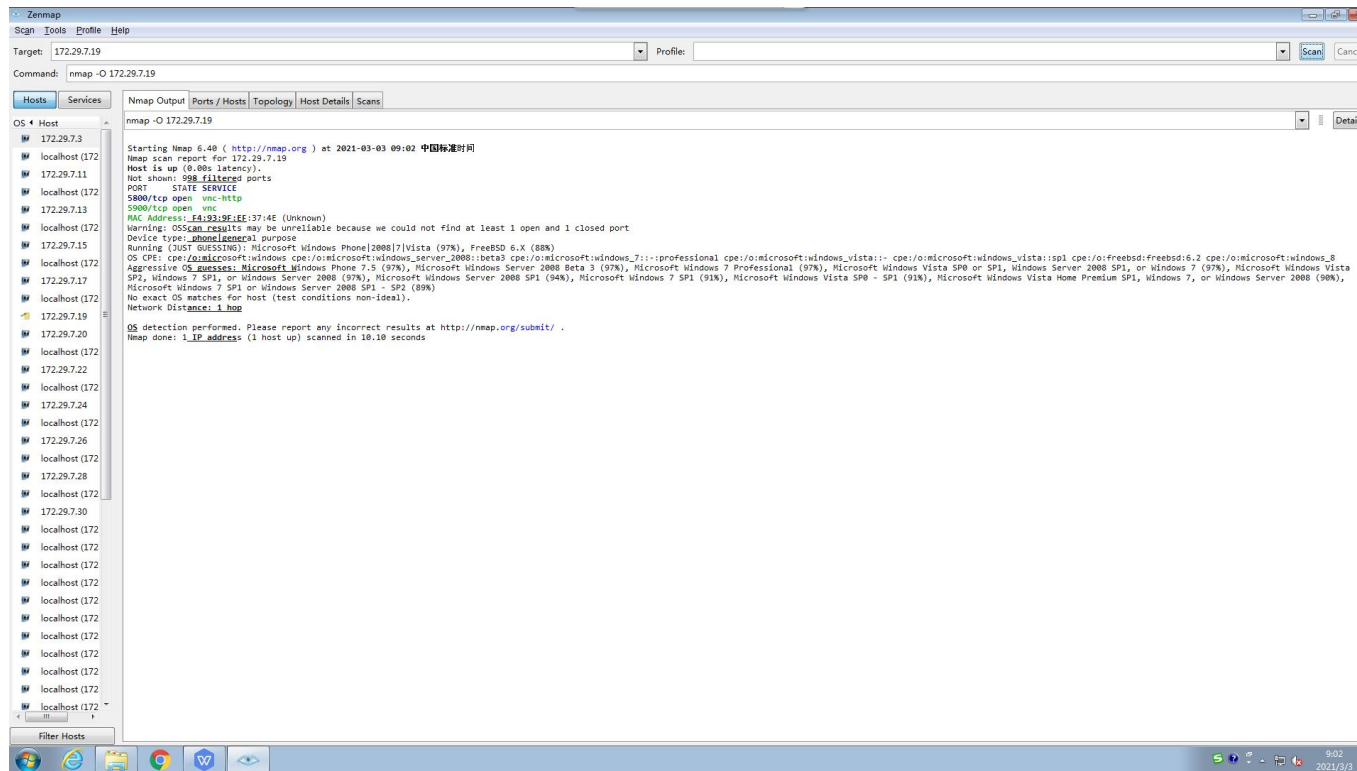 Zenmap
Scan Tools Profile Help
Target: 172.29.7.19 Profile: Scan Canc
Command: nmap -O 172.29.7.19
Hosts Services Nmap Output Ports / Hosts Topology Host Details Scans
OS Host nmap -O 172.29.7.19 Detai
172.29.7.3
localhost (172
172.29.7.11
localhost (172
172.29.7.13
localhost (172
172.29.7.15
localhost (172
172.29.7.17
localhost (172
172.29.7.19
172.29.7.20
localhost (172
172.29.7.22
localhost (172
172.29.7.24
localhost (172
172.29.7.26
localhost (172
172.29.7.28
localhost (172
172.29.7.30
localhost (172
localhost (172
localhost (172
localhost (172
localhost (172
localhost (172
localhost (172
localhost (172
localhost (172
localhost (172
localhost (172
Filter Hosts
Starting Nmap 6.40 ( http://nmap.org ) at 2021-03-03 09:02 中国标准时间
Nmap scan report for 172.29.7.19
Host is up (0.00s latency).
Not shown: 998 filtered ports
PORT STATE SERVICE
5800/tcp open vnc-http
5900/tcp open vnc
MAC Address: F4:93:9F:EF:37:4E (Unknown)
Warning: OSScan results may be unreliable because we could not find at least 1 open and 1 closed port
Device type: phone|general purpose
Running (JUST GUESSING): Microsoft Windows Phone|2008|7|Vista (97%), FreeBSD 6.X (88%)
OS CPE: cpe:/o:microsoft:windows cpe:/o:microsoft:windows_server_2008::beta3 cpe:/o:microsoft:windows_7::-:professional cpe:/o:microsoft:windows_vista::- cpe:/o:microsoft:windows_vista::sp1 cpe:/o:freebsd:freebsd:6.2 cpe:/o:microsoft:windows_8
Aggressive OS guesses: Microsoft Windows Phone 7.5 (97%), Microsoft Windows Server 2008 Beta 3 (97%), Microsoft Windows 7 Professional (97%), Microsoft Windows Vista SP0 or SP1, Windows Server 2008 SP1, or Windows 7 (97%), Microsoft Windows Vista
SP2, Windows 7 SP1, or Windows Server 2008 (97%), Microsoft Windows Server 2008 SP1 (94%), Microsoft Windows 7 SP1 (91%), Microsoft Windows Vista SP0 - SP1 (91%), Microsoft Windows Vista Home Premium SP1, Windows 7, or Windows Server 2008 (90%),
Microsoft Windows 7 SP1 or Windows Server 2008 SP1 - SP2 (89%)
No exact OS matches for host (test conditions non-ideal).
Network Distance: 1 hop
OS detection performed. Please report any incorrect results at http://nmap.org/submit/ .
Nmap done: 1 IP address (1 host up) scanned in 10.10 seconds
9:02
2021/3/3